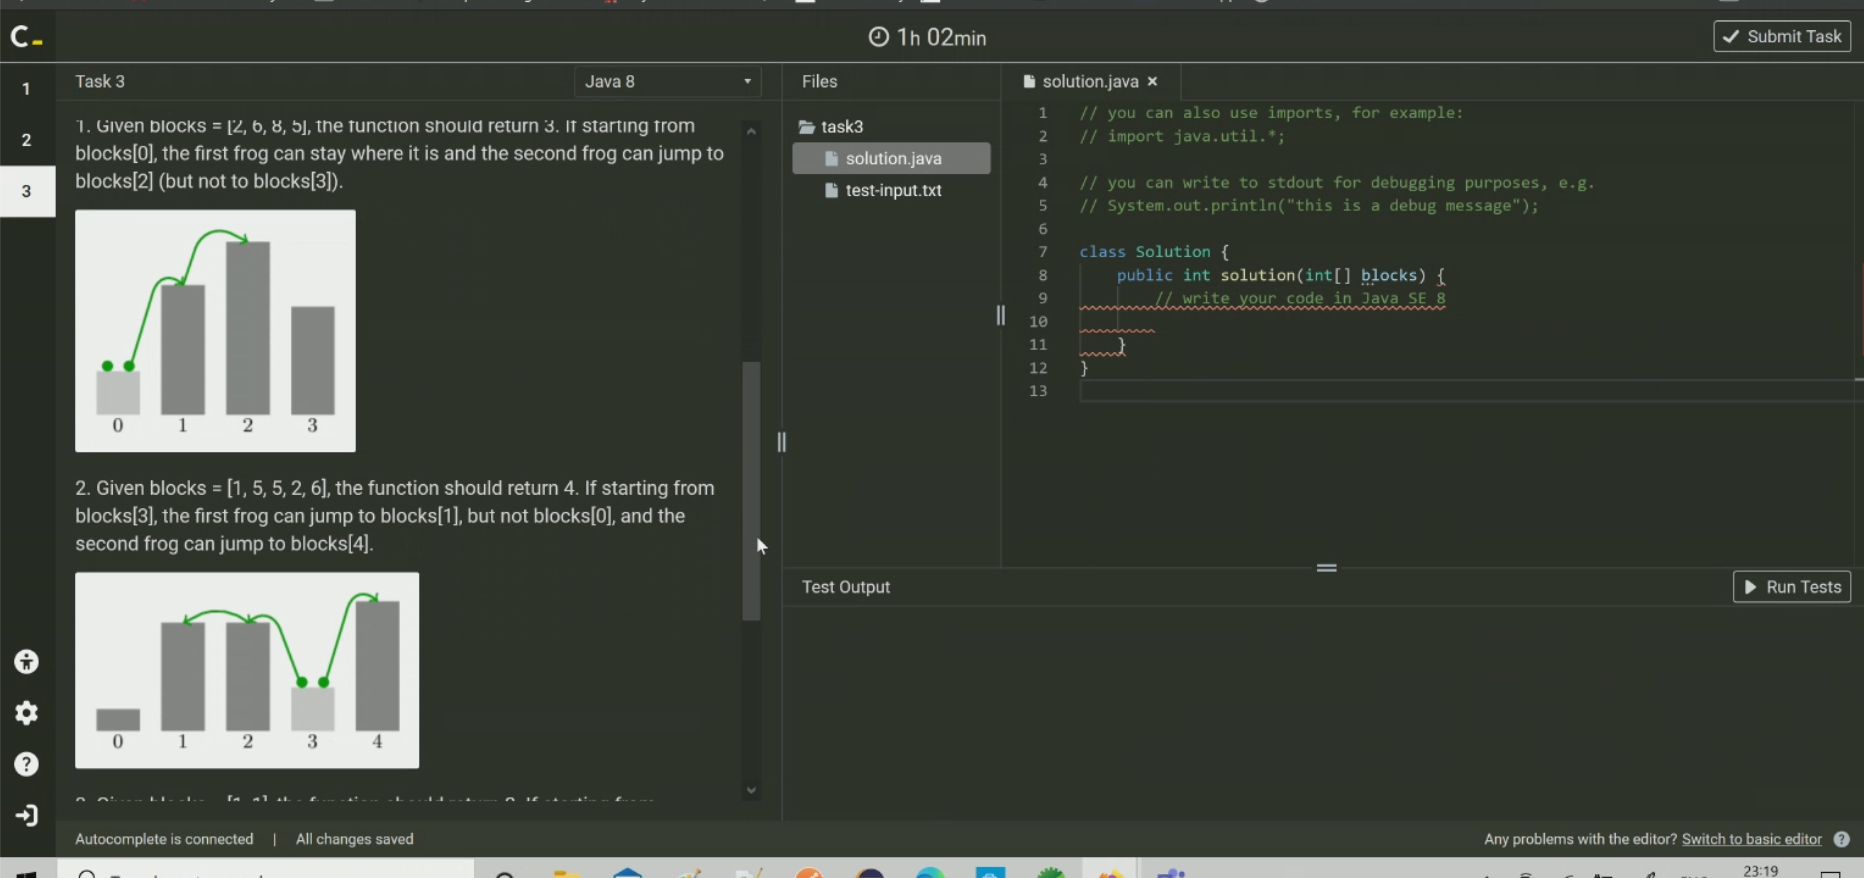 C_
1h 02min
Submit Task
1
2
3
Task 3
Java 8
1. Given blocks = [2, 6, 8, 5], the function should return 3. If starting from
blocks[0], the first frog can stay where it is and the second frog can jump to
blocks[2] (but not to blocks[3]).
0 1 2 3
2. Given blocks = [1, 5, 5, 2, 6], the function should return 4. If starting from
blocks[3], the first frog can jump to blocks[1], but not blocks[0], and the
second frog can jump to blocks[4].
0 1 2 3 4
Files
task3
solution.java
test-input.txt
solution.java ×
1 // you can also use imports, for example:
2 // import java.util.*;
3
4 // you can write to stdout for debugging purposes, e.g.
5 // System.out.println("this is a debug message");
6
7 class Solution {
8 public int solution(int[] blocks) {
9 // write your code in Java SE 8
10
11 }
12 }
13
Test Output
Run Tests
Autocomplete is connected | All changes saved
Any problems with the editor? Switch to basic editor ?
23:19